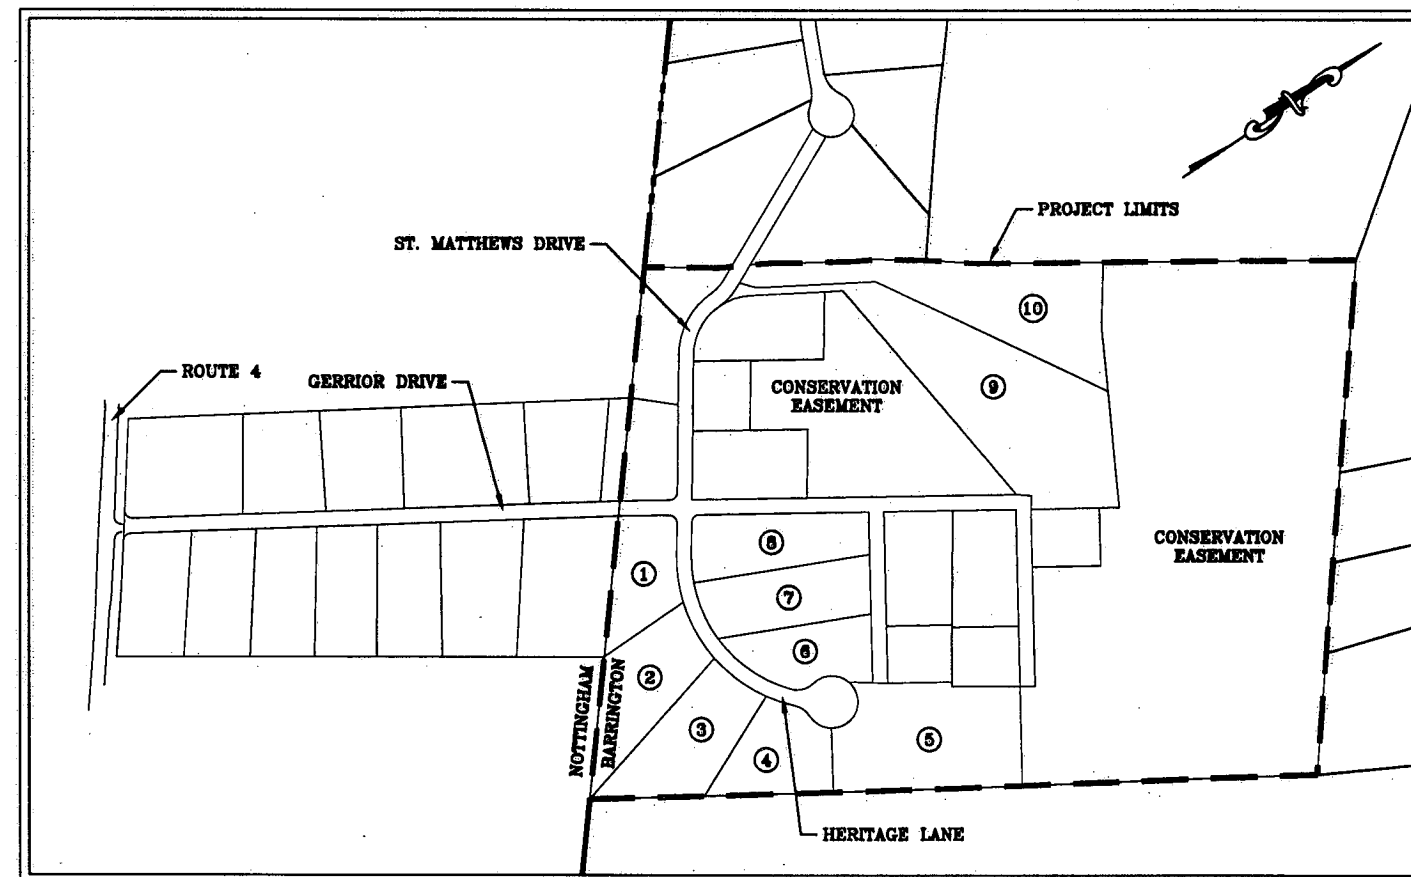 PROJECT LIMITS
ST. MATTHEWS DRIVE
10
ROUTE 4
GERRIOR DRIVE
9
CONSERVATION
EASEMENT
CONSERVATION
EASEMENT
8
1
7
6
2
NOTTINGHAM
BARRINGTON
3
5
4
HERITAGE LANE